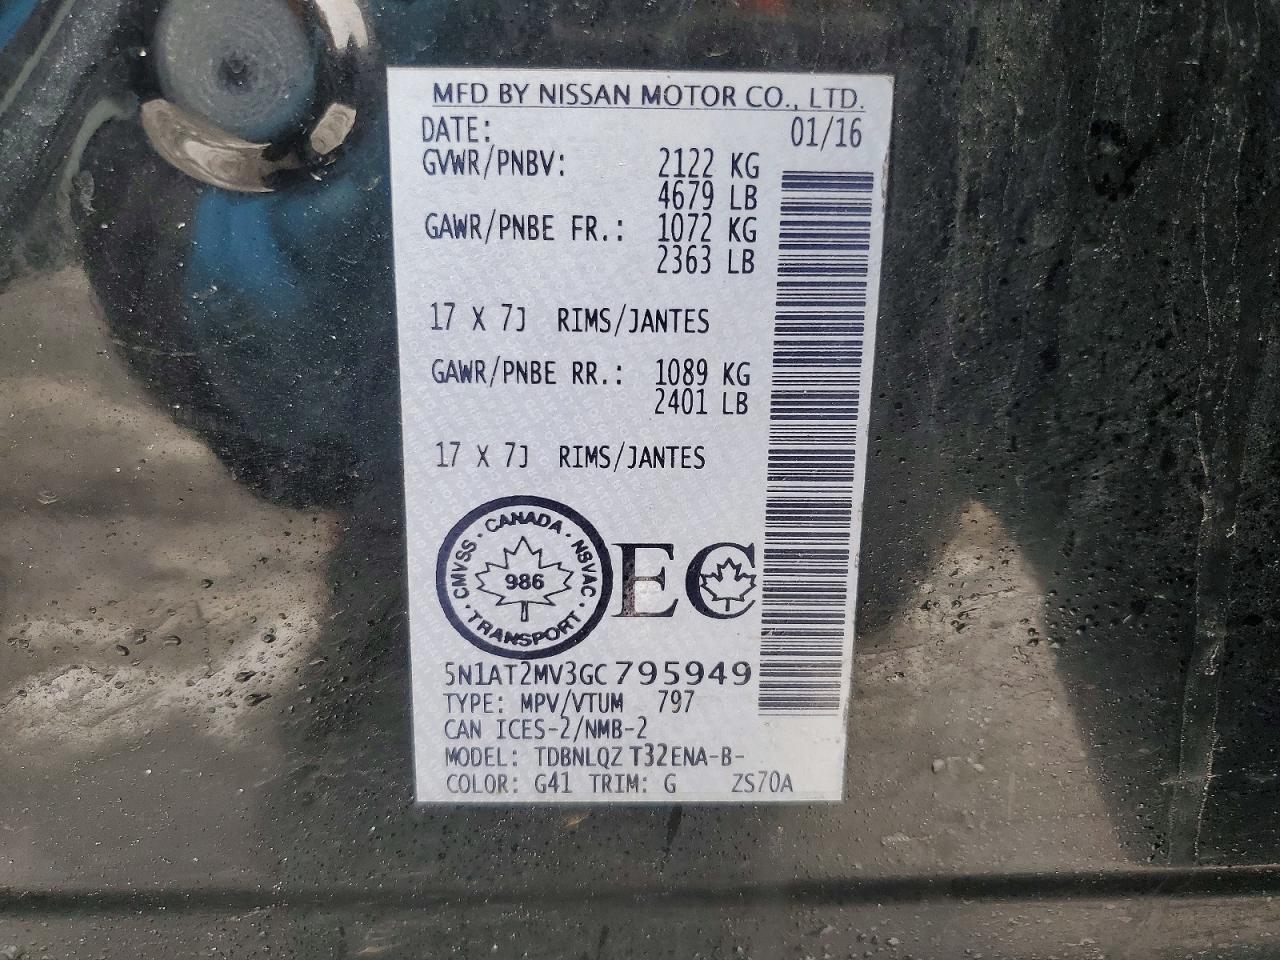 MFD BY NISSAN MOTOR CO., LTD.
DATE: 01/16
GVWR/PNBV: 2122 KG
4679 LB
GAWR/PNBE FR.: 1072 KG
2363 LB
17 X 7J RIMS/JANTES
GAWR/PNBE RR.: 1089 KG
2401 LB
17 X 7J RIMS/JANTES
CMVSS · CANADA · NSVAC · TRANSPORT ·
986
EC
5N1AT2MV3GC795949
TYPE: MPV/VTUM 797
CAN ICES-2/NMB-2
MODEL: TDBNLQZ T32ENA-B-
COLOR: G41 TRIM: G ZS70A